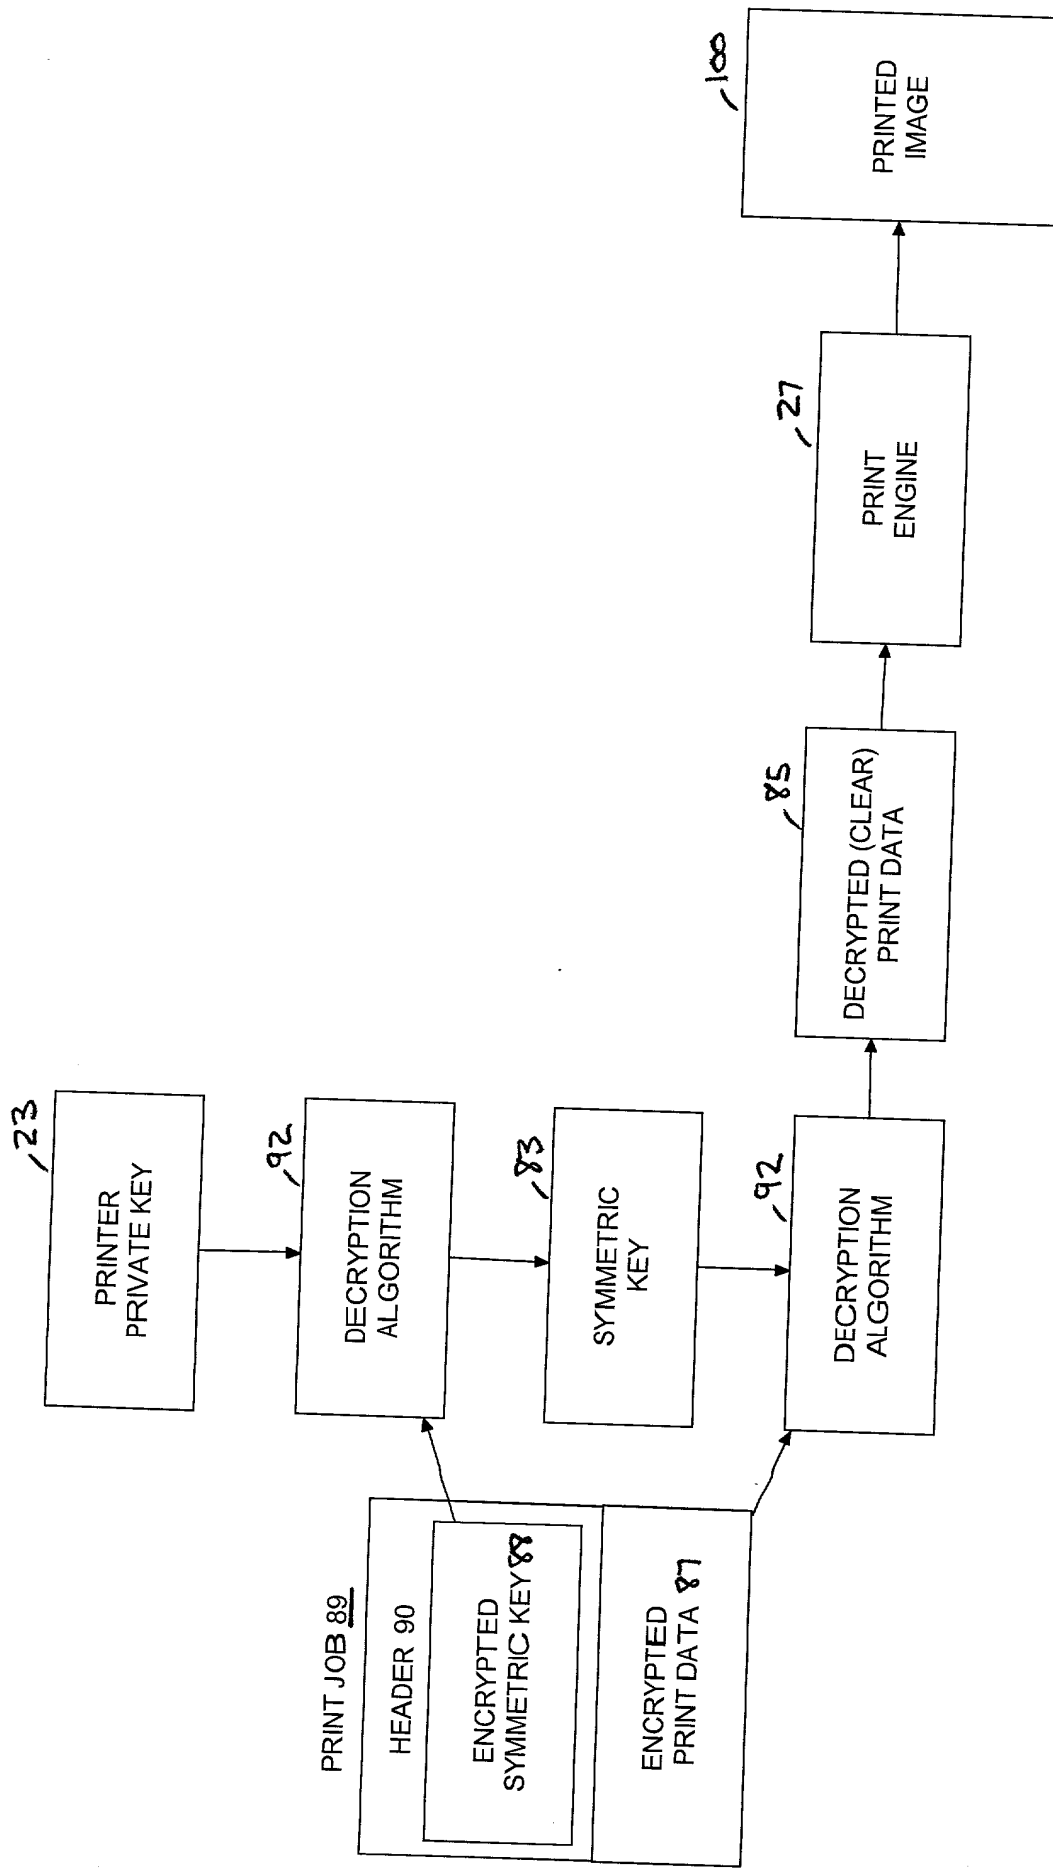 PRINT JOB 89
HEADER 90
ENCRYPTED
SYMMETRIC KEY 88
ENCRYPTED
PRINT DATA 87
23
PRINTER
PRIVATE KEY
92
DECRYPTION
ALGORITHM
83
SYMMETRIC
KEY
92
DECRYPTION
ALGORITHM
85
DECRYPTED (CLEAR)
PRINT DATA
27
PRINT
ENGINE
100
PRINTED
IMAGE